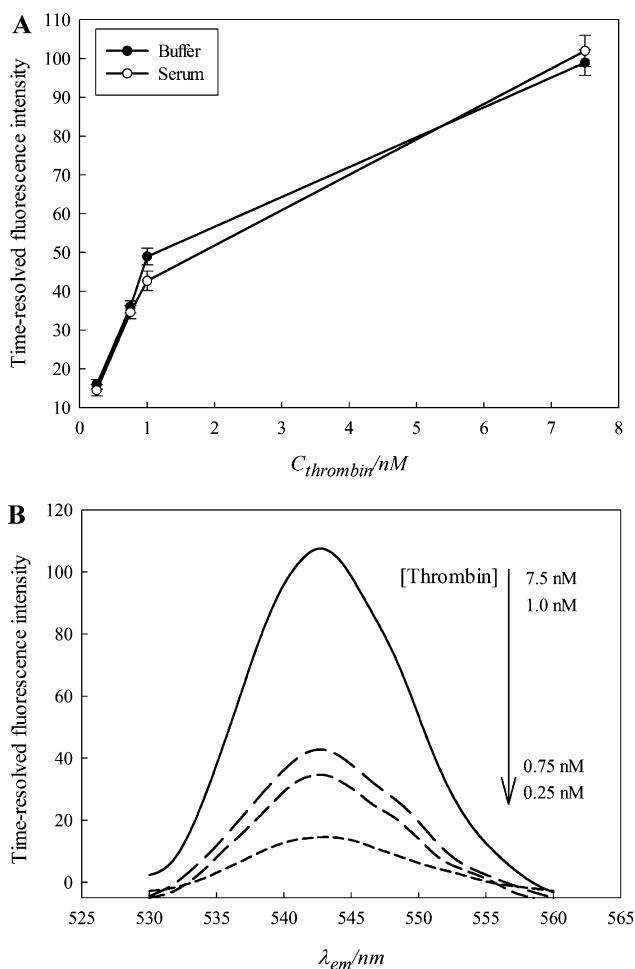 A
110
100
90
80
70
60
50
40
30
20
10
Time-resolved fluorescence intensity
Buffer
Serum
0 1 2 3 4 5 6 7 8
C thrombin/nM
B
120
100
80
60
40
20
0
Time-resolved fluorescence intensity
[Thrombin]
7.5 nM
1.0 nM
0.75 nM
0.25 nM
525 530 535 540 545 550 555 560 565
λem/nm